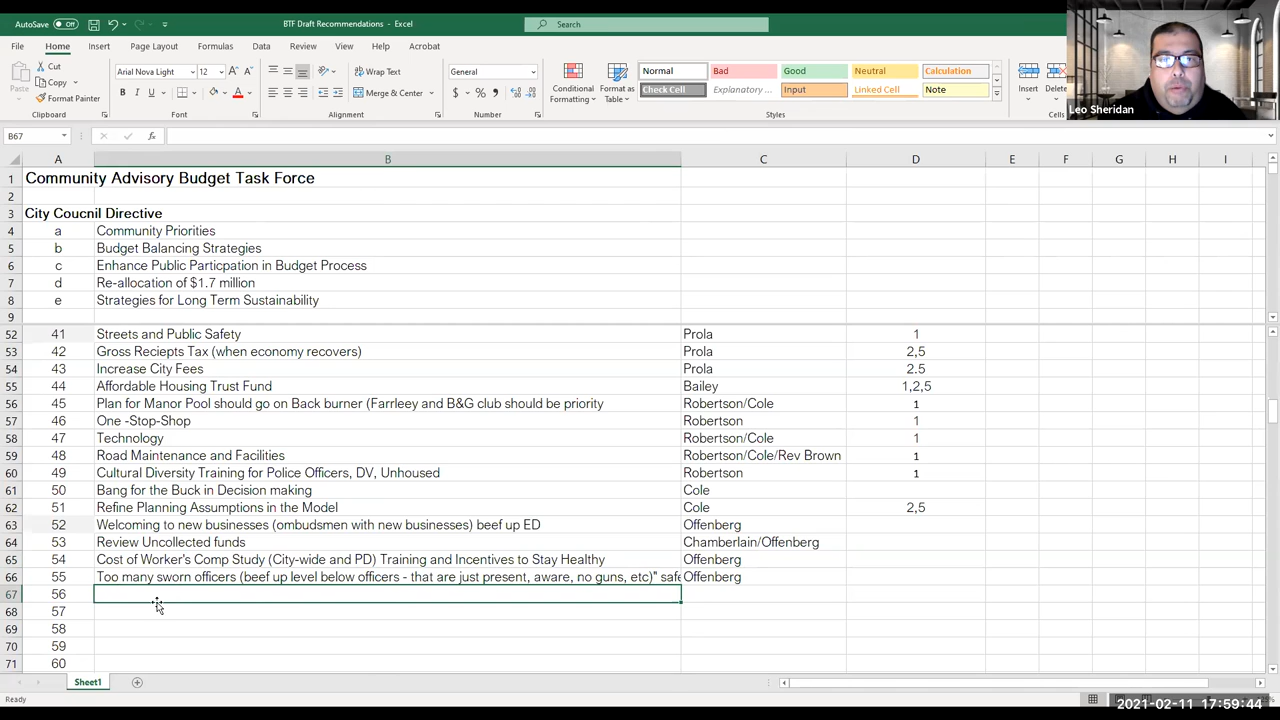 AutoSave Off BTF Draft Recommendations - Excel Search
File Home Insert Page Layout Formulas Data Review View Help Acrobat
Cut Arial Nova Light 12 Wrap Text General Normal Bad Good Neutral Calculation
Copy Format Painter Paste Merge & Center Conditional Formatting Format as Table Check Cell Explanatory ... Input Linked Cell Note Insert Delete
Clipboard Font Alignment Number Styles Cells
Leo Sheridan
B67 fx
A B C D E F G H I
1 Community Advisory Budget Task Force
2
3 City Coucnil Directive
4 a Community Priorities
5 b Budget Balancing Strategies
6 c Enhance Public Particpation in Budget Process
7 d Re-allocation of $1.7 million
8 e Strategies for Long Term Sustainability
9
52 41 Streets and Public Safety Prola 1
53 42 Gross Reciepts Tax (when economy recovers) Prola 2,5
54 43 Increase City Fees Prola 2.5
55 44 Affordable Housing Trust Fund Bailey 1,2,5
56 45 Plan for Manor Pool should go on Back burner (Farrleey and B&G club should be priority Robertson/Cole 1
57 46 One -Stop-Shop Robertson 1
58 47 Technology Robertson/Cole 1
59 48 Road Maintenance and Facilities Robertson/Cole/Rev Brown 1
60 49 Cultural Diversity Training for Police Officers, DV, Unhoused Robertson 1
61 50 Bang for the Buck in Decision making Cole
62 51 Refine Planning Assumptions in the Model Cole 2,5
63 52 Welcoming to new businesses (ombudsmen with new businesses) beef up ED Offenberg
64 53 Review Uncollected funds Chamberlain/Offenberg
65 54 Cost of Worker's Comp Study (City-wide and PD) Training and Incentives to Stay Healthy Offenberg
66 55 Too many sworn officers (beef up level below officers - that are just present, aware, no guns, etc)" safe Offenberg
67 56
68 57
69 58
70 59
71 60
Sheet1
Ready
2021-02-11 17:59:44